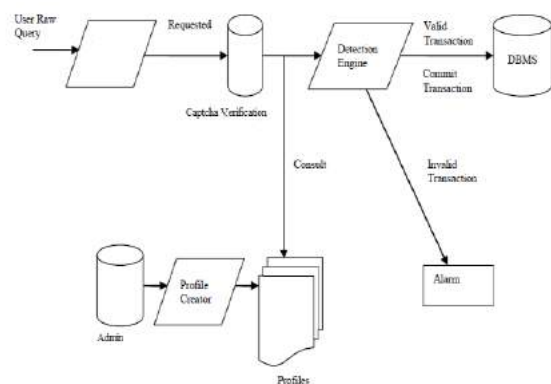 User Raw
Query
Requested
Captcha Verification
Detection
Engine
Valid
Transaction
Commit
Transaction
DBMS
Consult
Invalid
Transaction
Alarm
Admin
Profile
Creator
Profiles